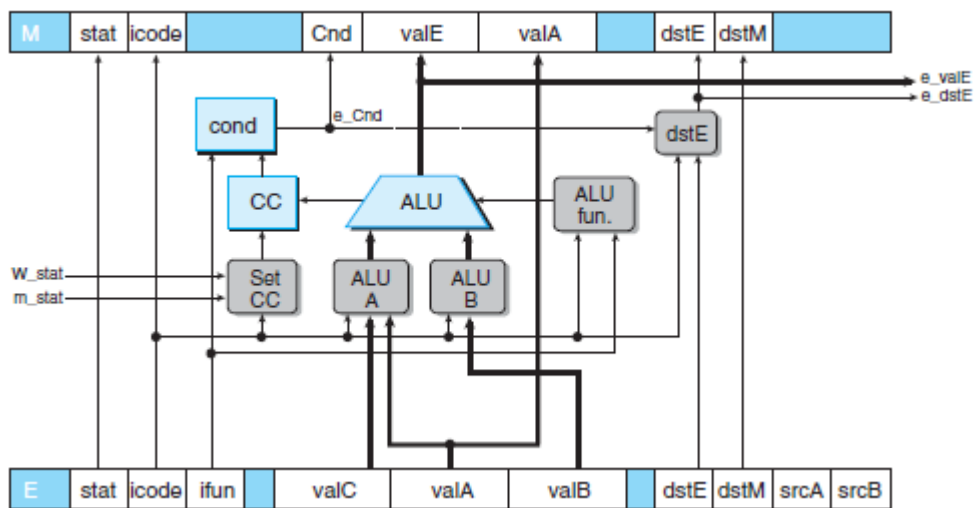 M stat icode Cnd valE valA dstE dstM
e_valE
e_dstE
e_Cnd
cond
dstE
CC
ALU
ALU
fun.
W_stat
m_stat
Set
CC
ALU
A
ALU
B
E stat icode ifun valC valA valB dstE dstM srcA srcB